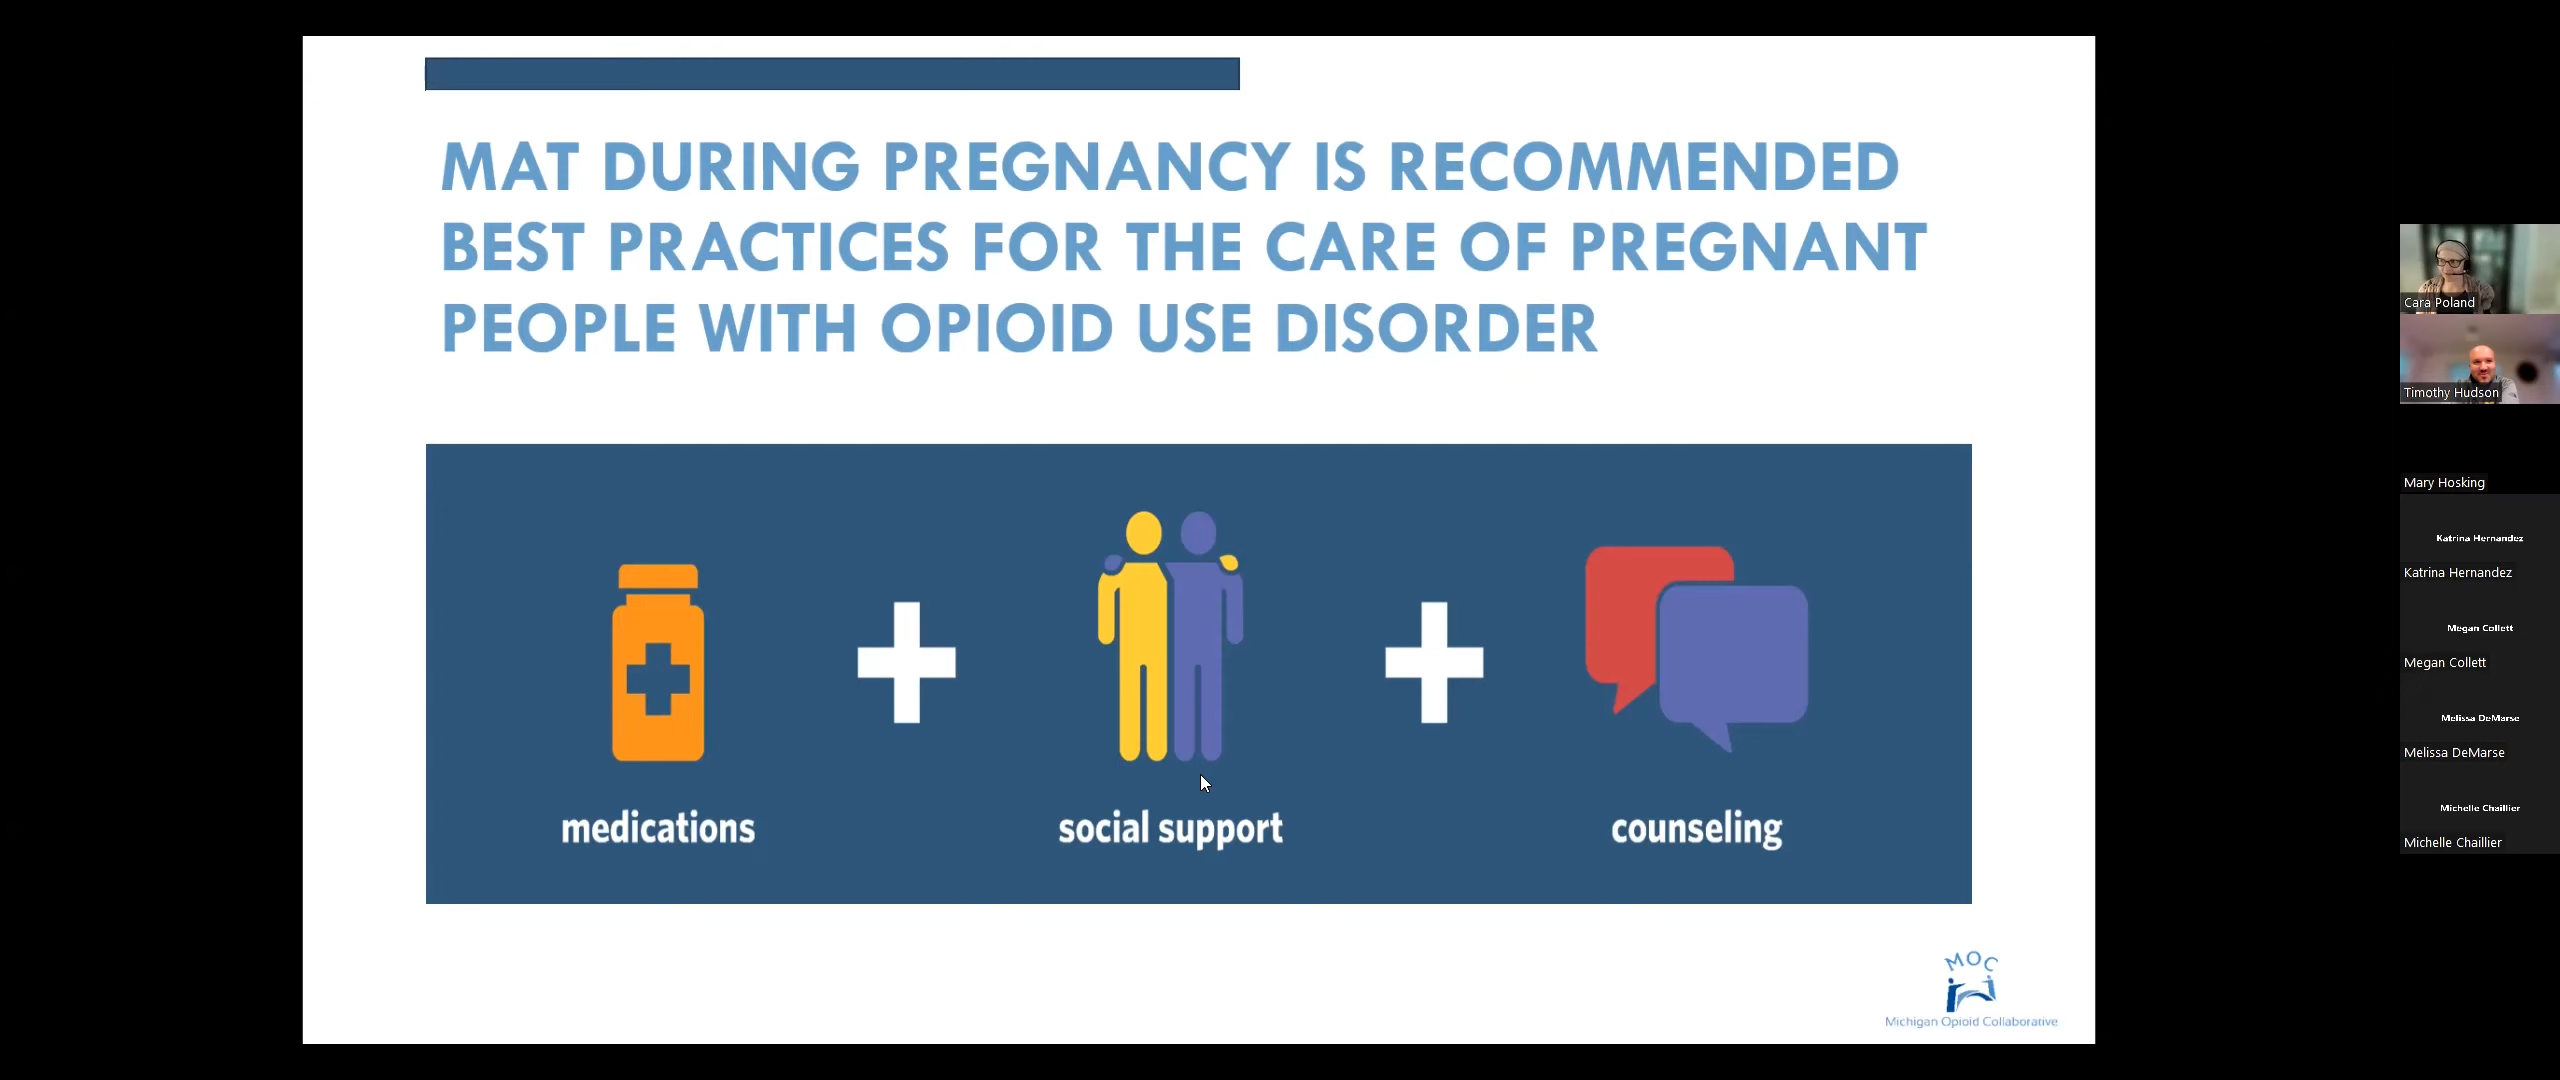 MAT DURING PREGNANCY IS RECOMMENDED
BEST PRACTICES FOR THE CARE OF PREGNANT
PEOPLE WITH OPIOID USE DISORDER
medications
social support
counseling
MOC
Michigan Opioid Collaborative
Cara Poland
Timothy Hudson
Mary Hosking
Katrina Hernandez
Katrina Hernandez
Megan Collett
Megan Collett
Melissa DeMarse
Melissa DeMarse
Michelle Chaillier
Michelle Chaillier